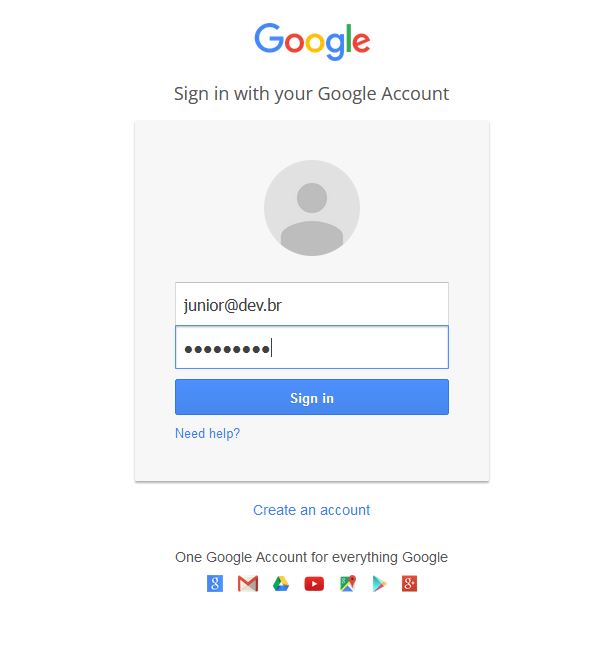 Google
Sign in with your Google Account
junior@dev.br
●●●●●●●●●
Sign in
Need help?
Create an account
One Google Account for everything Google